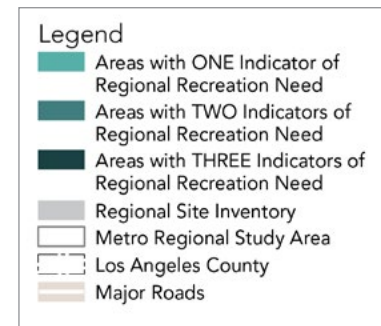 Legend
Areas with ONE Indicator of
Regional Recreation Need
Areas with TWO Indicators of
Regional Recreation Need
Areas with THREE Indicators of
Regional Recreation Need
Regional Site Inventory
Metro Regional Study Area
Los Angeles County
Major Roads